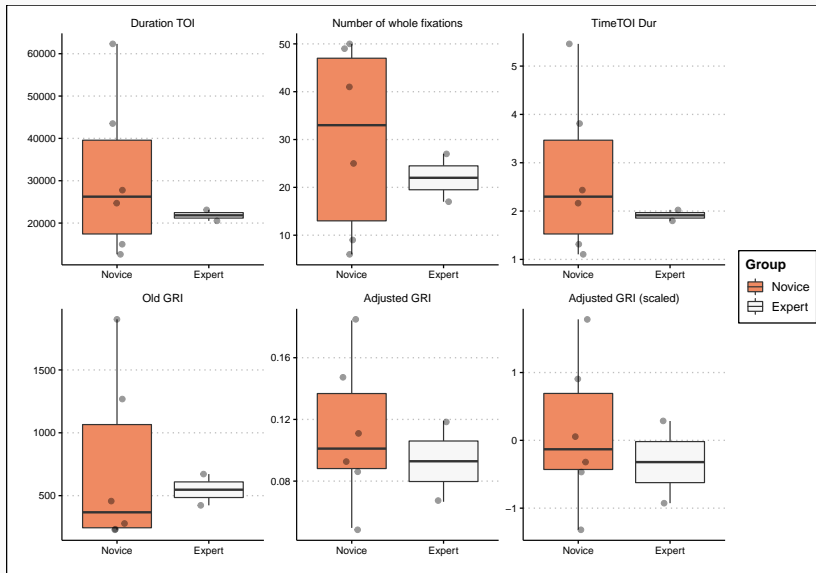 Duration TOI
60000
50000
40000
30000
20000
Novice
Expert
Number of whole fixations
50
40
30
20
10
Novice
Expert
TimeTOI Dur
5
4
3
2
1
Novice
Expert
Old GRI
1500
1000
500
Novice
Expert
Adjusted GRI
0.16
0.12
0.08
Novice
Expert
Adjusted GRI (scaled)
1
0
−1
Novice
Expert
Group
Novice
Expert